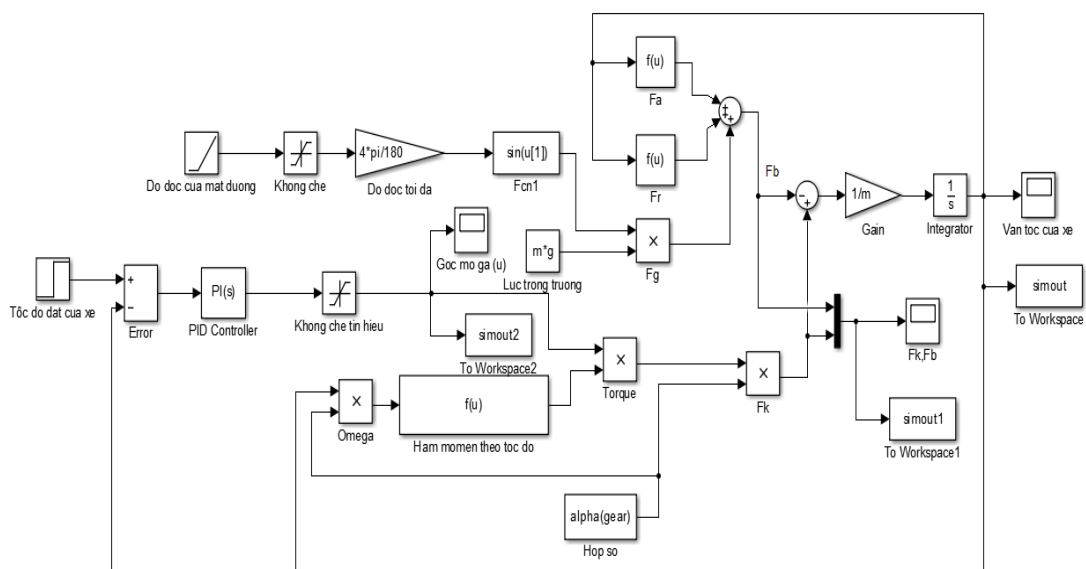 f(u)
Fa
f(u)
Fr
+
+
+
4*pi/180
sin(u[1])
Do doc cua mat duong
Khong che
Do doc toi da
Fcn1
Fb
−
+
1/m
Gain
1
s
Integrator
Van toc cua xe
Goc mo ga (u)
m*g
Luc trong truong
×
Fg
simout
To Workspace
Tốc do dat cua xe
+
−
Error
PI(s)
PID Controller
Khong che tin hieu
simout2
To Workspace2
×
Torque
×
Fk
Fk,Fb
×
Omega
f(u)
Ham momen theo toc do
simout1
To Workspace1
alpha(gear)
Hop so